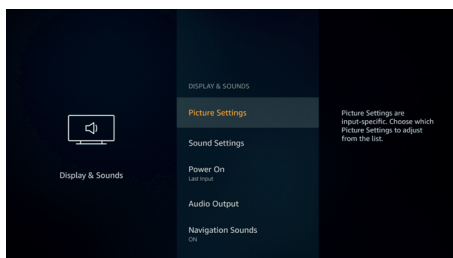 DISPLAY & SOUNDS
Picture Settings
Sound Settings
Power On
Last Input
Audio Output
Navigation Sounds
ON
Display & Sounds
Picture Settings are
input-specific. Choose which
Picture Settings to adjust
from the list.